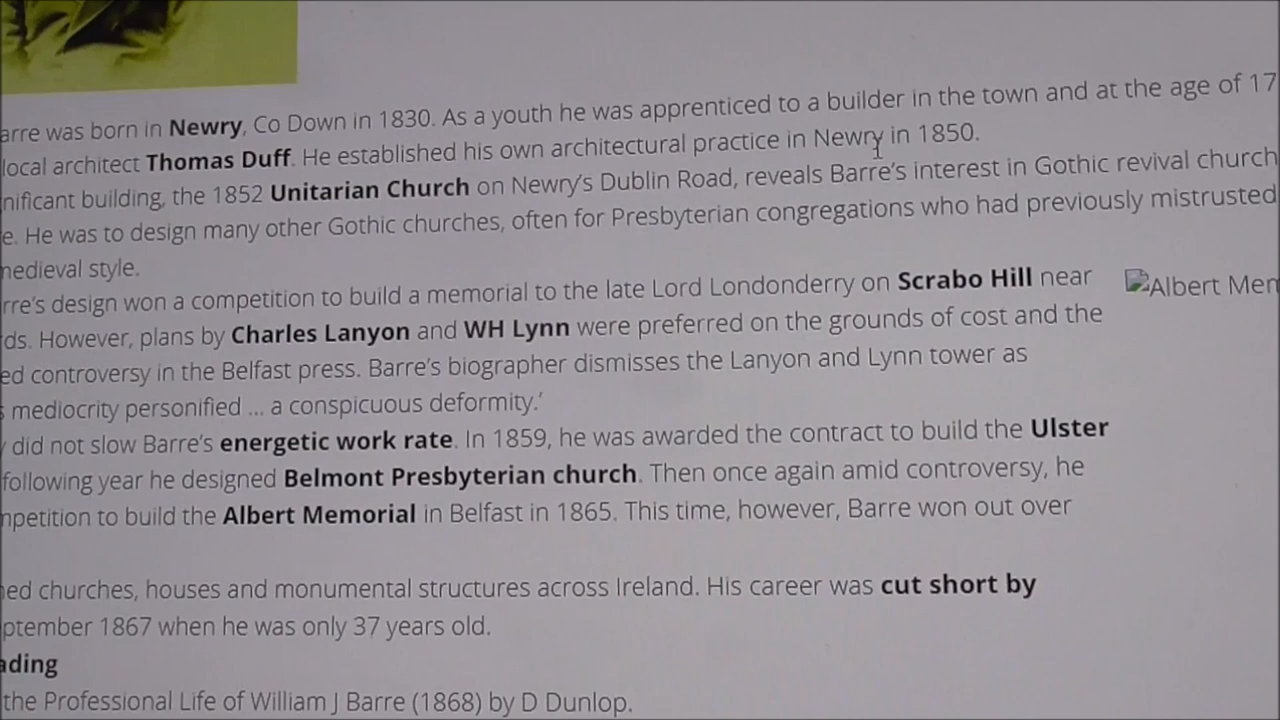 arre was born in Newry, Co Down in 1830. As a youth he was apprenticed to a builder in the town and at the age of 17
local architect Thomas Duff. He established his own architectural practice in Newry in 1850.
nificant building, the 1852 Unitarian Church on Newry’s Dublin Road, reveals Barre’s interest in Gothic revival church
e. He was to design many other Gothic churches, often for Presbyterian congregations who had previously mistrusted
medieval style.
rre’s design won a competition to build a memorial to the late Lord Londonderry on Scrabo Hill near
Albert Mem
rds. However, plans by Charles Lanyon and WH Lynn were preferred on the grounds of cost and the
ed controversy in the Belfast press. Barre’s biographer dismisses the Lanyon and Lynn tower as
s mediocrity personified ... a conspicuous deformity.’
y did not slow Barre’s energetic work rate. In 1859, he was awarded the contract to build the Ulster
following year he designed Belmont Presbyterian church. Then once again amid controversy, he
mpetition to build the Albert Memorial in Belfast in 1865. This time, however, Barre won out over
ned churches, houses and monumental structures across Ireland. His career was cut short by
ptember 1867 when he was only 37 years old.
ading
the Professional Life of William J Barre (1868) by D Dunlop.